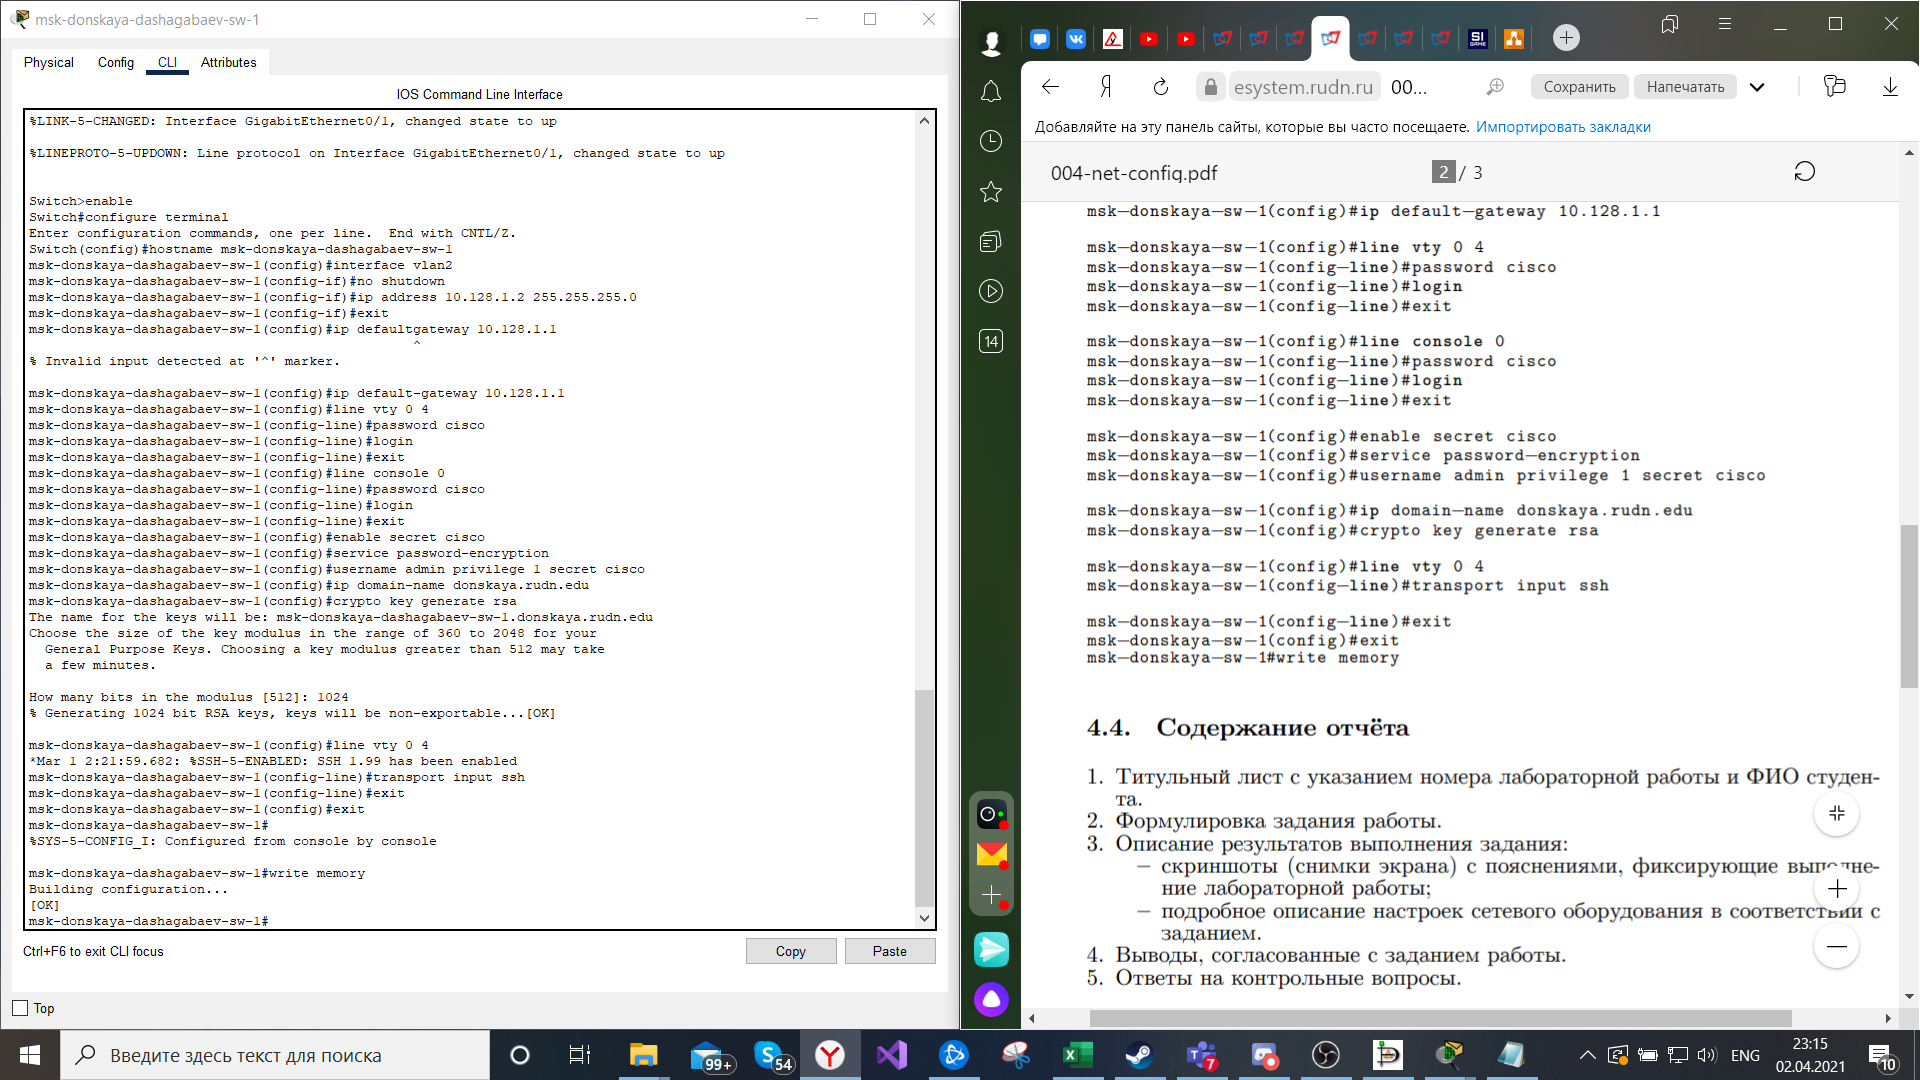 msk-donskaya-dashagabaev-sw-1
Physical Config CLI Attributes
IOS Command Line Interface
%LINK-5-CHANGED: Interface GigabitEthernet0/1, changed state to up
%LINEPROTO-5-UPDOWN: Line protocol on Interface GigabitEthernet0/1, changed state to up
Switch>enable
Switch#configure terminal
Enter configuration commands, one per line.  End with CNTL/Z.
Switch(config)#hostname msk-donskaya-dashagabaev-sw-1
msk-donskaya-dashagabaev-sw-1(config)#interface vlan2
msk-donskaya-dashagabaev-sw-1(config-if)#no shutdown
msk-donskaya-dashagabaev-sw-1(config-if)#ip address 10.128.1.2 255.255.255.0
msk-donskaya-dashagabaev-sw-1(config-if)#exit
msk-donskaya-dashagabaev-sw-1(config)#ip defaultgateway 10.128.1.1
^
% Invalid input detected at '^' marker.
msk-donskaya-dashagabaev-sw-1(config)#ip default-gateway 10.128.1.1
msk-donskaya-dashagabaev-sw-1(config)#line vty 0 4
msk-donskaya-dashagabaev-sw-1(config-line)#password cisco
msk-donskaya-dashagabaev-sw-1(config-line)#login
msk-donskaya-dashagabaev-sw-1(config-line)#exit
msk-donskaya-dashagabaev-sw-1(config)#line console 0
msk-donskaya-dashagabaev-sw-1(config-line)#password cisco
msk-donskaya-dashagabaev-sw-1(config-line)#login
msk-donskaya-dashagabaev-sw-1(config-line)#exit
msk-donskaya-dashagabaev-sw-1(config)#enable secret cisco
msk-donskaya-dashagabaev-sw-1(config)#service password-encryption
msk-donskaya-dashagabaev-sw-1(config)#username admin privilege 1 secret cisco
msk-donskaya-dashagabaev-sw-1(config)#ip domain-name donskaya.rudn.edu
msk-donskaya-dashagabaev-sw-1(config)#crypto key generate rsa
The name for the keys will be: msk-donskaya-dashagabaev-sw-1.donskaya.rudn.edu
Choose the size of the key modulus in the range of 360 to 2048 for your
General Purpose Keys. Choosing a key modulus greater than 512 may take
a few minutes.
How many bits in the modulus [512]: 1024
% Generating 1024 bit RSA keys, keys will be non-exportable...[OK]
msk-donskaya-dashagabaev-sw-1(config)#line vty 0 4
*Mar 1 2:21:59.682: %SSH-5-ENABLED: SSH 1.99 has been enabled
msk-donskaya-dashagabaev-sw-1(config-line)#transport input ssh
msk-donskaya-dashagabaev-sw-1(config-line)#exit
msk-donskaya-dashagabaev-sw-1(config)#exit
msk-donskaya-dashagabaev-sw-1#
%SYS-5-CONFIG_I: Configured from console by console
msk-donskaya-dashagabaev-sw-1#write memory
Building configuration...
[OK]
msk-donskaya-dashagabaev-sw-1#
Ctrl+F6 to exit CLI focus
Copy Paste
Top
14
esystem.rudn.ru 00...
Сохранить Напечатать
Добавляйте на эту панель сайты, которые вы часто посещаете. Импортировать закладки
004-net-config.pdf 2 / 3
msk—donskaya—sw—1(config)#ip default—gateway 10.128.1.1
msk—donskaya—sw—1(config)#line vty 0 4
msk—donskaya—sw—1(config—line)#password cisco
msk—donskaya—sw—1(config—line)#login
msk—donskaya—sw—1(config—line)#exit
msk—donskaya—sw—1(config)#line console 0
msk—donskaya—sw—1(config—line)#password cisco
msk—donskaya—sw—1(config—line)#login
msk—donskaya—sw—1(config—line)#exit
msk—donskaya—sw—1(config)#enable secret cisco
msk—donskaya—sw—1(config)#service password—encryption
msk—donskaya—sw—1(config)#username admin privilege 1 secret cisco
msk—donskaya—sw—1(config)#ip domain—name donskaya.rudn.edu
msk—donskaya—sw—1(config)#crypto key generate rsa
msk—donskaya—sw—1(config)#line vty 0 4
msk—donskaya—sw—1(config—line)#transport input ssh
msk—donskaya—sw—1(config—line)#exit
msk—donskaya—sw—1(config)#exit
msk—donskaya—sw—1#write memory
4.4. Содержание отчёта
1. Титульный лист с указанием номера лабораторной работы и ФИО студен-
та.
2. Формулировка задания работы.
3. Описание результатов выполнения задания:
– скриншоты (снимки экрана) с пояснениями, фиксирующие выполне-
ние лабораторной работы;
– подробное описание настроек сетевого оборудования в соответствии с
заданием.
4. Выводы, согласованные с заданием работы.
5. Ответы на контрольные вопросы.
Введите здесь текст для поиска
99+
54
7
ENG
23:15
02.04.2021
10